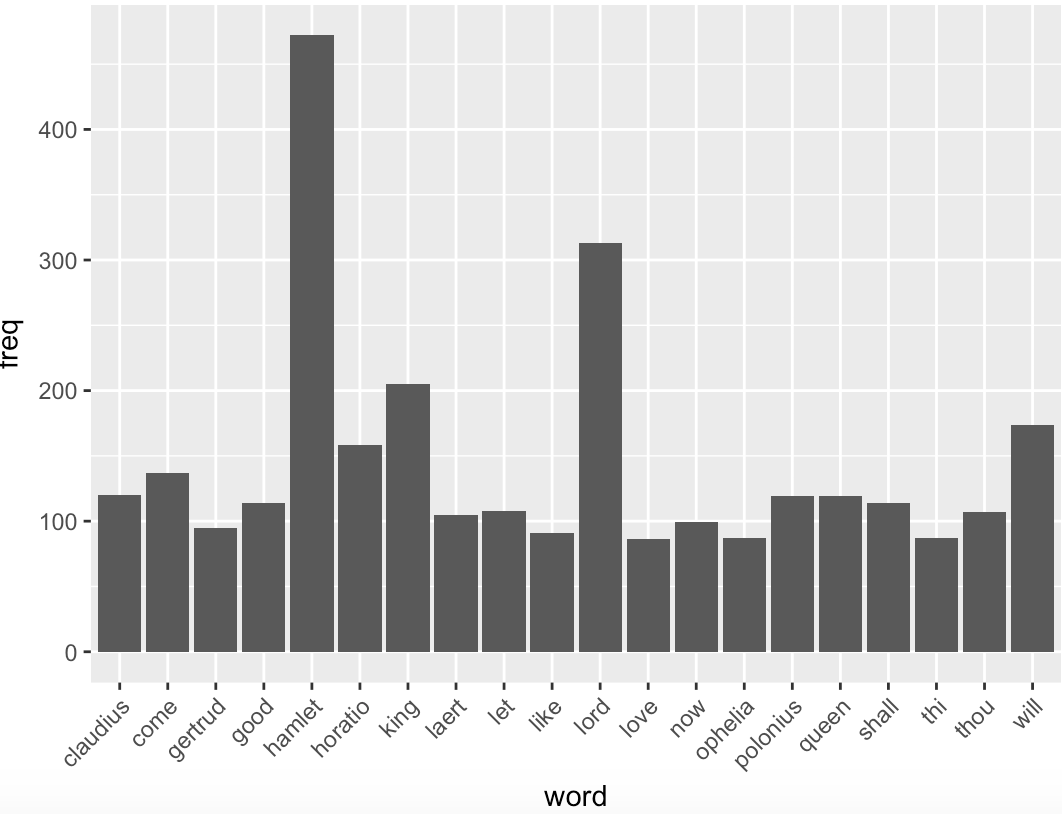 freq
400
300
200
100
0
claudius
come
gertrud
good
hamlet
horatio
king
laert
let
like
lord
love
now
ophelia
polonius
queen
shall
thi
thou
will
word